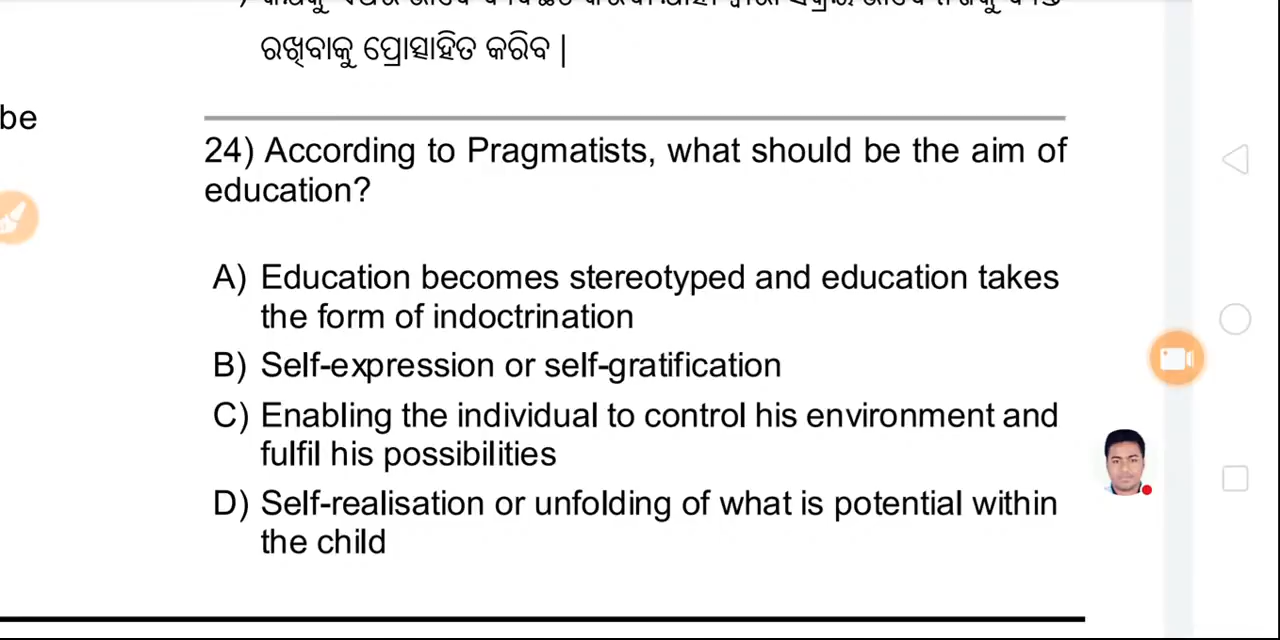 ରଖିବାକୁ ପ୍ରୋତ୍ସାହିତ କରିବ |
be
24) According to Pragmatists, what should be the aim of
education?
A) Education becomes stereotyped and education takes
the form of indoctrination
B) Self-expression or self-gratification
C) Enabling the individual to control his environment and
fulfil his possibilities
D) Self-realisation or unfolding of what is potential within
the child